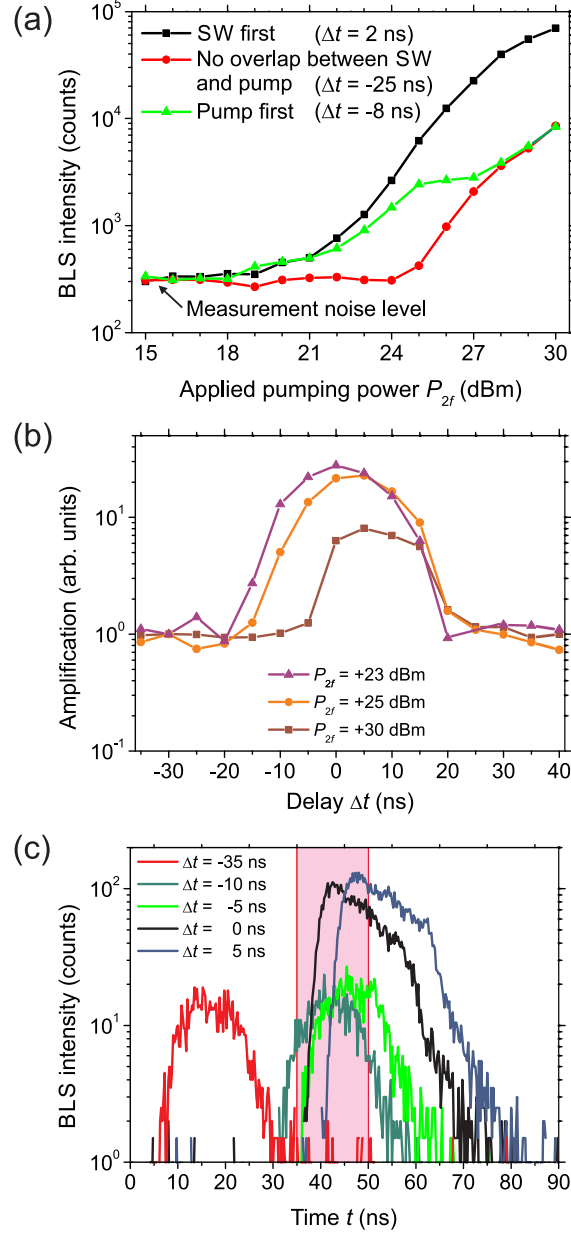 (a)
10^5
10^4
10^3
10^2
BLS intensity (counts)
SW first (Δt = 2 ns)
No overlap between SW
and pump (Δt = -25 ns)
Pump first (Δt = -8 ns)
Measurement noise level
15 18 21 24 27 30
Applied pumping power P_2f (dBm)
(b)
10^1
10^0
10^-1
Amplification (arb. units)
P_2f = +23 dBm
P_2f = +25 dBm
P_2f = +30 dBm
-30 -20 -10 0 10 20 30 40
Delay Δt (ns)
(c)
10^2
10^1
10^0
BLS intensity (counts)
Δt = -35 ns
Δt = -10 ns
Δt = -5 ns
Δt = 0 ns
Δt = 5 ns
0 10 20 30 40 50 60 70 80 90
Time t (ns)